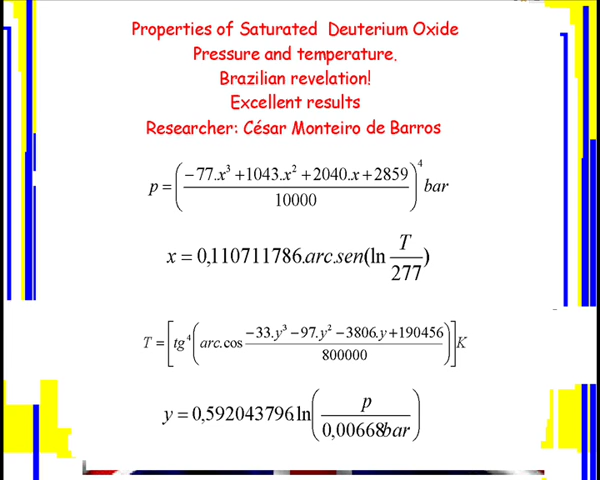 Properties of Saturated Deuterium Oxide
Pressure and temperature.
Brazilian revelation!
Excellent results
Researcher: César Monteiro de Barros
p = ( (−77.x³ +1043.x² +2040.x+2859) / 10000 )⁴ bar
x = 0,110711786.arc.sen(ln T/277)
T = [ tg⁴ ( arc.cos (−33.y³ −97.y² −3806.y+190456) / 800000 ) ] K
y = 0,592043796.ln( p / 0,00668bar )